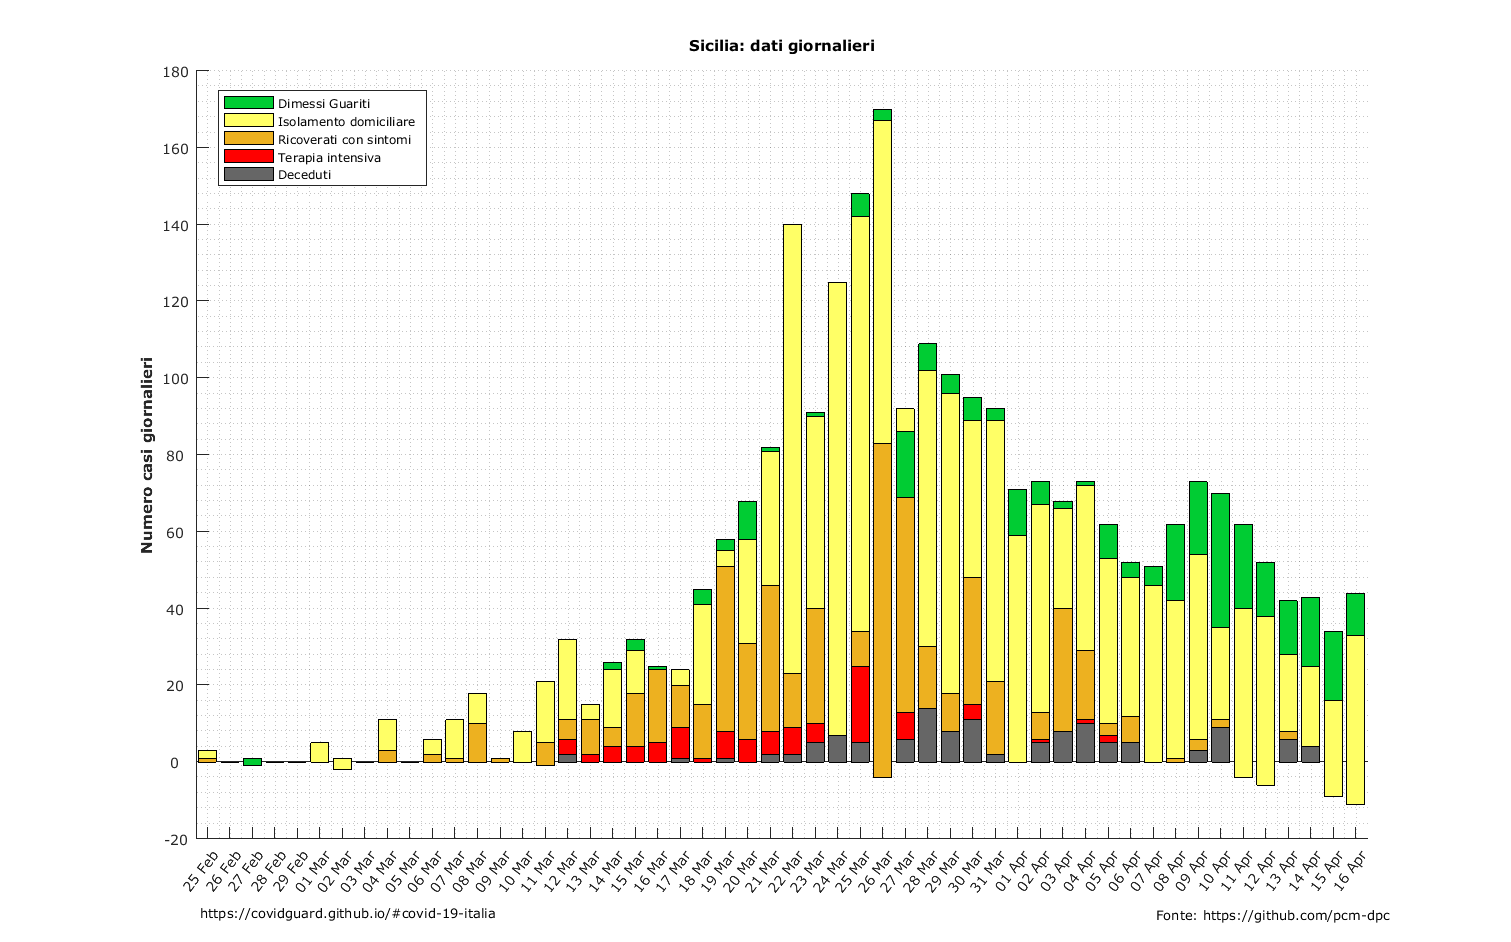 Sicilia: dati giornalieri
Numero casi giornalieri
180
160
140
120
100
80
60
40
20
0
-20
Dimessi Guariti
Isolamento domiciliare
Ricoverati con sintomi
Terapia intensiva
Deceduti
25 Feb
26 Feb
27 Feb
28 Feb
29 Feb
01 Mar
02 Mar
03 Mar
04 Mar
05 Mar
06 Mar
07 Mar
08 Mar
09 Mar
10 Mar
11 Mar
12 Mar
13 Mar
14 Mar
15 Mar
16 Mar
17 Mar
18 Mar
19 Mar
20 Mar
21 Mar
22 Mar
23 Mar
24 Mar
25 Mar
26 Mar
27 Mar
28 Mar
29 Mar
30 Mar
31 Mar
01 Apr
02 Apr
03 Apr
04 Apr
05 Apr
06 Apr
07 Apr
08 Apr
09 Apr
10 Apr
11 Apr
12 Apr
13 Apr
14 Apr
15 Apr
16 Apr
https://covidguard.github.io/#covid-19-italia
Fonte: https://github.com/pcm-dpc